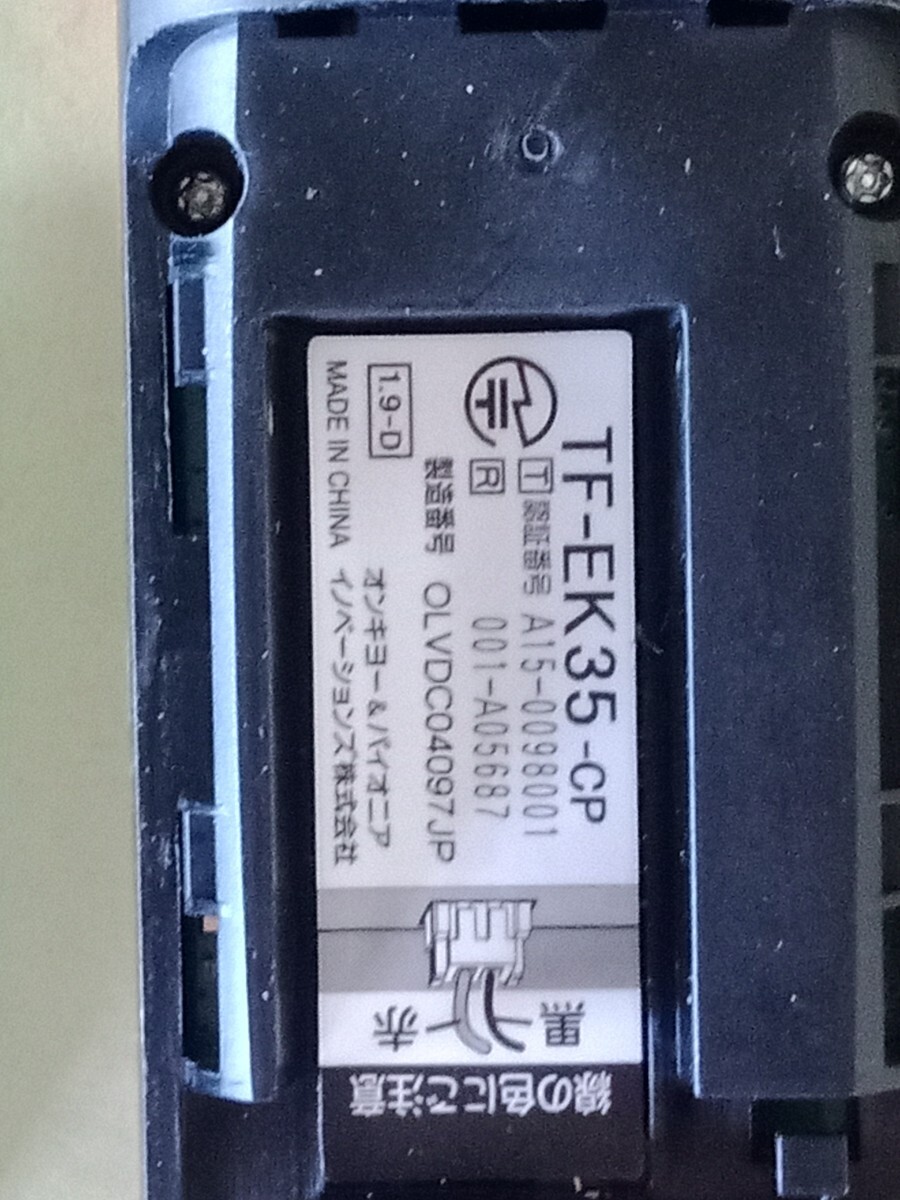 TF-EK35-CP
T 認証番号 A15-0098001
R 001-A05687
製造番号 OLVDC04097JP
1.9-D
オンキヨー&パイオニア
MADE IN CHINA イノベーションズ株式会社
黒
赤
線の色にご注意